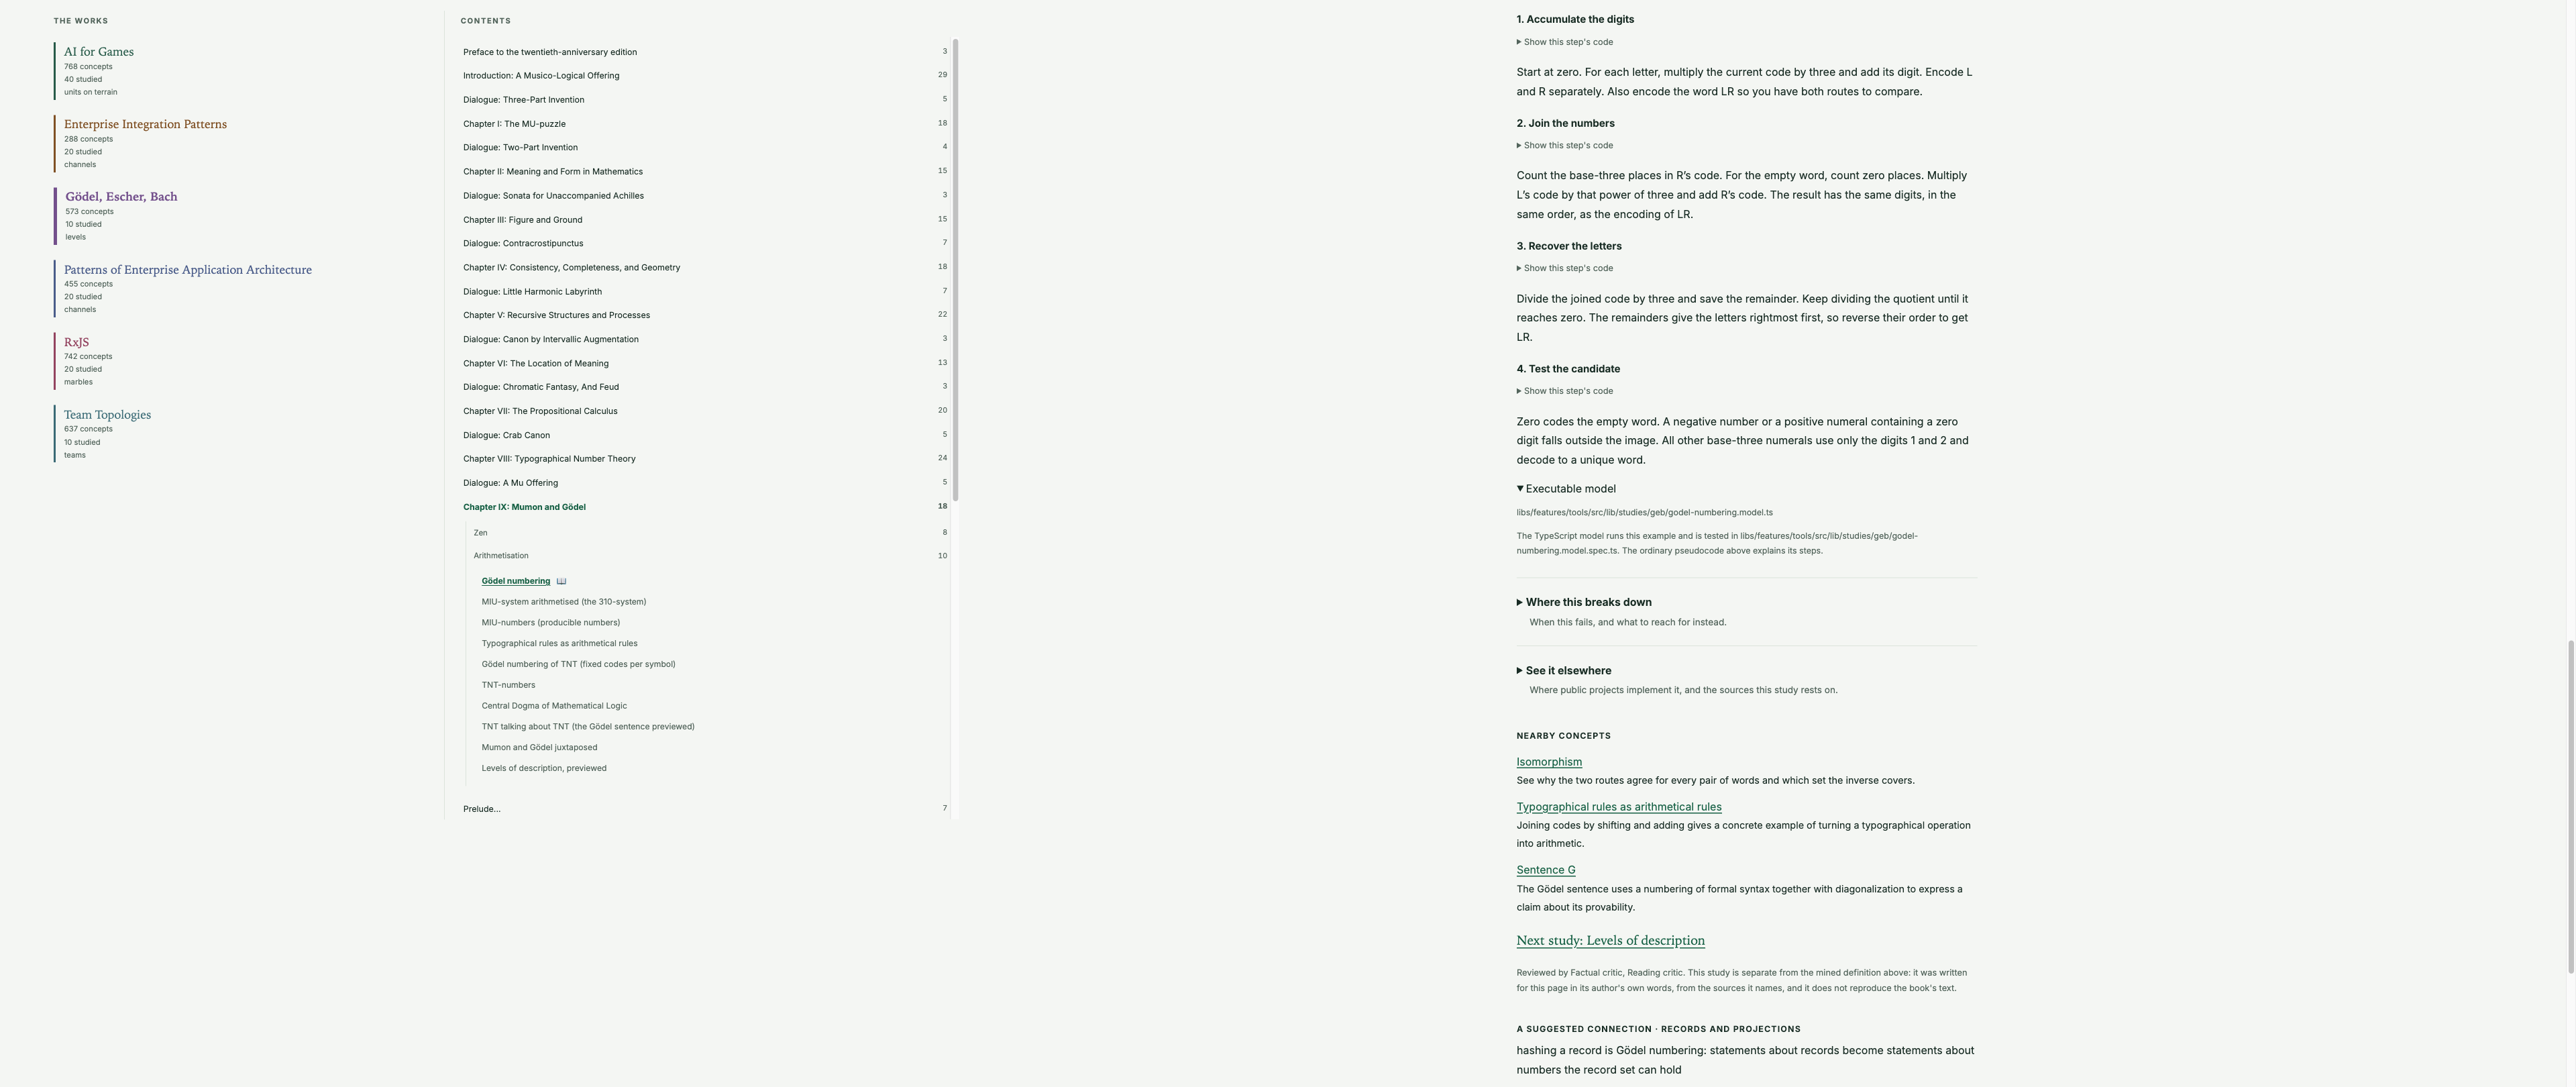 THE WORKS
AI for Games
768 concepts
40 studied
units on terrain
Enterprise Integration Patterns
288 concepts
20 studied
channels
Gödel, Escher, Bach
573 concepts
10 studied
levels
Patterns of Enterprise Application Architecture
455 concepts
20 studied
channels
RxJS
742 concepts
20 studied
marbles
Team Topologies
637 concepts
10 studied
teams
CONTENTS
Preface to the twentieth-anniversary edition 3
Introduction: A Musico-Logical Offering 29
Dialogue: Three-Part Invention 5
Chapter I: The MU-puzzle 18
Dialogue: Two-Part Invention 4
Chapter II: Meaning and Form in Mathematics 15
Dialogue: Sonata for Unaccompanied Achilles 3
Chapter III: Figure and Ground 15
Dialogue: Contracrostipunctus 7
Chapter IV: Consistency, Completeness, and Geometry 18
Dialogue: Little Harmonic Labyrinth 7
Chapter V: Recursive Structures and Processes 22
Dialogue: Canon by Intervallic Augmentation 3
Chapter VI: The Location of Meaning 13
Dialogue: Chromatic Fantasy, And Feud 3
Chapter VII: The Propositional Calculus 20
Dialogue: Crab Canon 5
Chapter VIII: Typographical Number Theory 24
Dialogue: A Mu Offering 5
Chapter IX: Mumon and Gödel 18
Zen 8
Arithmetisation 10
Gödel numbering
MIU-system arithmetised (the 310-system)
MIU-numbers (producible numbers)
Typographical rules as arithmetical rules
Gödel numbering of TNT (fixed codes per symbol)
TNT-numbers
Central Dogma of Mathematical Logic
TNT talking about TNT (the Gödel sentence previewed)
Mumon and Gödel juxtaposed
Levels of description, previewed
Prelude... 7
1. Accumulate the digits
Show this step's code
Start at zero. For each letter, multiply the current code by three and add its digit. Encode L
and R separately. Also encode the word LR so you have both routes to compare.
2. Join the numbers
Show this step's code
Count the base-three places in R’s code. For the empty word, count zero places. Multiply
L’s code by that power of three and add R’s code. The result has the same digits, in the
same order, as the encoding of LR.
3. Recover the letters
Show this step's code
Divide the joined code by three and save the remainder. Keep dividing the quotient until it
reaches zero. The remainders give the letters rightmost first, so reverse their order to get
LR.
4. Test the candidate
Show this step's code
Zero codes the empty word. A negative number or a positive numeral containing a zero
digit falls outside the image. All other base-three numerals use only the digits 1 and 2 and
decode to a unique word.
Executable model
libs/features/tools/src/lib/studies/geb/godel-numbering.model.ts
The TypeScript model runs this example and is tested in libs/features/tools/src/lib/studies/geb/godel-
numbering.model.spec.ts. The ordinary pseudocode above explains its steps.
Where this breaks down
When this fails, and what to reach for instead.
See it elsewhere
Where public projects implement it, and the sources this study rests on.
NEARBY CONCEPTS
Isomorphism
See why the two routes agree for every pair of words and which set the inverse covers.
Typographical rules as arithmetical rules
Joining codes by shifting and adding gives a concrete example of turning a typographical operation
into arithmetic.
Sentence G
The Gödel sentence uses a numbering of formal syntax together with diagonalization to express a
claim about its provability.
Next study: Levels of description
Reviewed by Factual critic, Reading critic. This study is separate from the mined definition above: it was written
for this page in its author's own words, from the sources it names, and it does not reproduce the book's text.
A SUGGESTED CONNECTION · RECORDS AND PROJECTIONS
hashing a record is Gödel numbering: statements about records become statements about
numbers the record set can hold